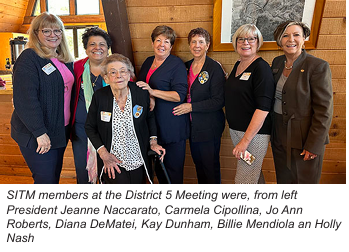 SITM members at the District 5 Meeting were, from left
President Jeanne Naccarato, Carmela Cipollina, Jo Ann
Roberts, Diana DeMatei, Kay Dunham, Billie Mendiola an Holly
Nash